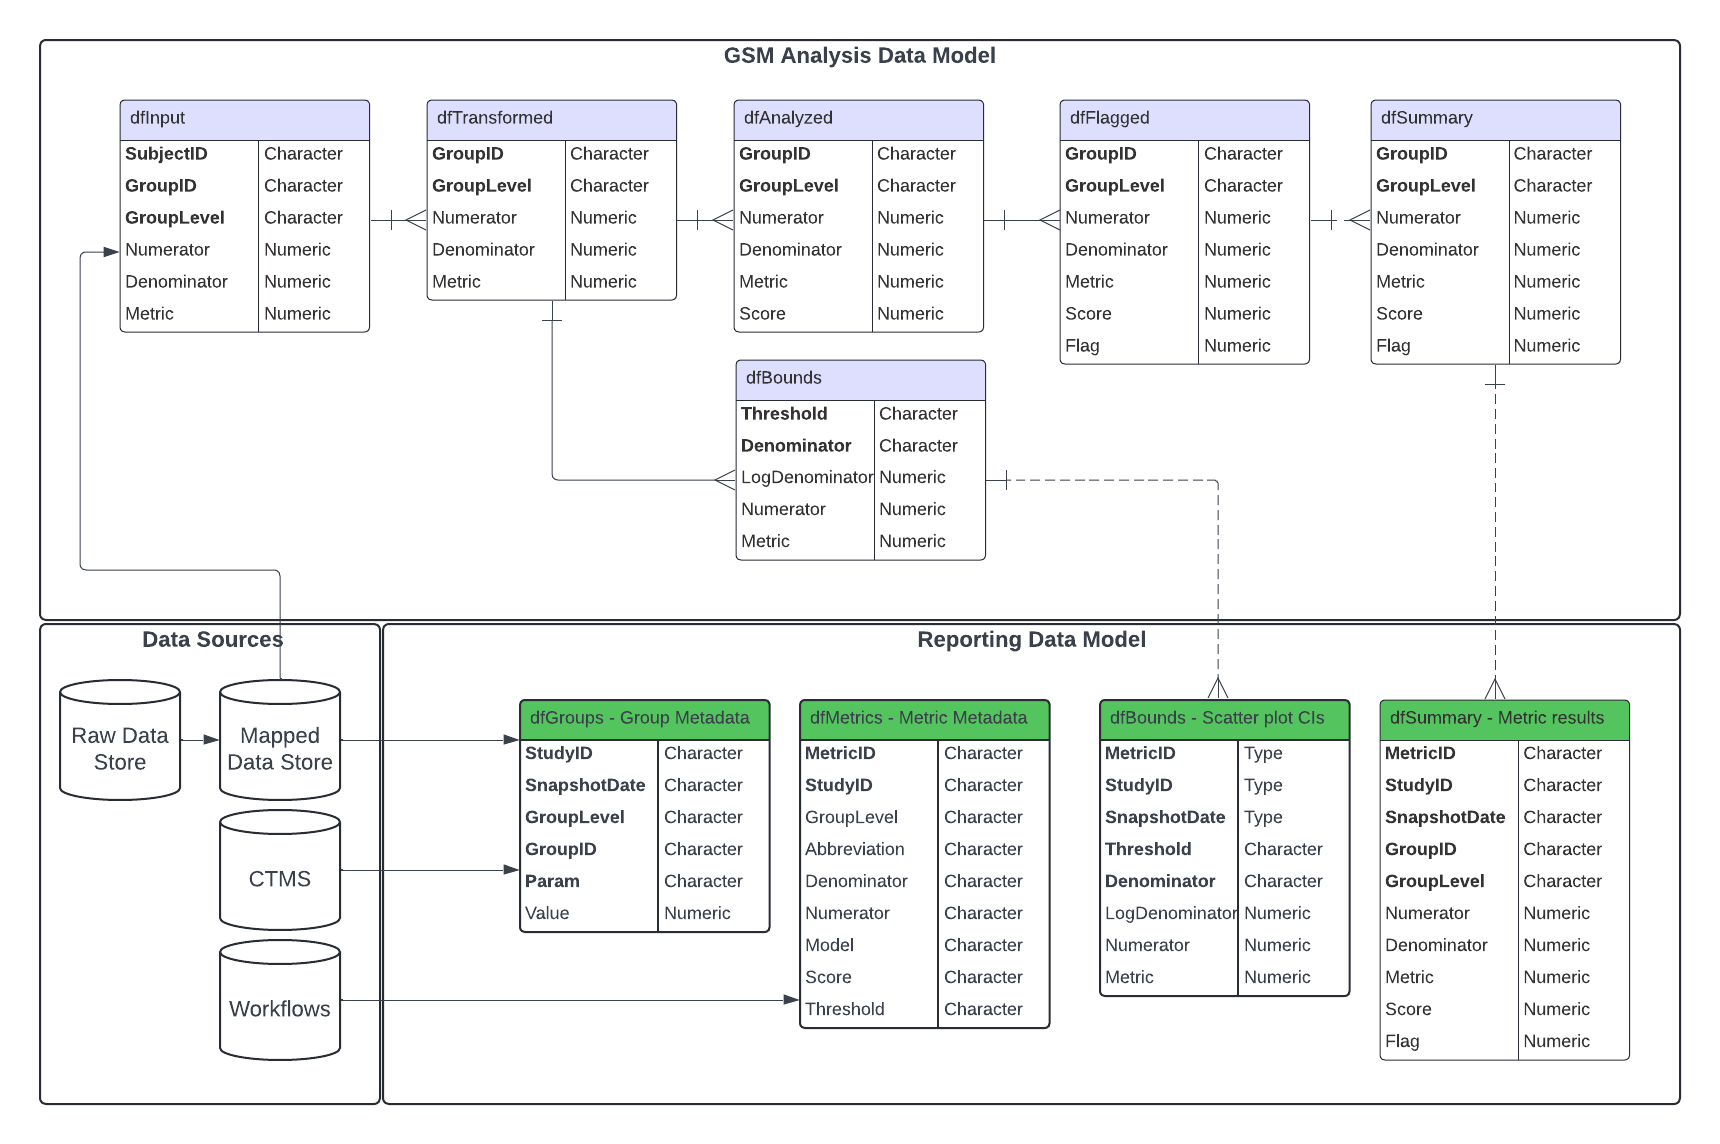 GSM Analysis Data Model
dfInput
SubjectID Character
GroupID Character
GroupLevel Character
Numerator Numeric
Denominator Numeric
Metric Numeric
dfTransformed
GroupID Character
GroupLevel Character
Numerator Numeric
Denominator Numeric
Metric Numeric
dfAnalyzed
GroupID Character
GroupLevel Character
Numerator Numeric
Denominator Numeric
Metric Numeric
Score Numeric
dfFlagged
GroupID Character
GroupLevel Character
Numerator Numeric
Denominator Numeric
Metric Numeric
Score Numeric
Flag Numeric
dfSummary
GroupID Character
GroupLevel Character
Numerator Numeric
Denominator Numeric
Metric Numeric
Score Numeric
Flag Numeric
dfBounds
Threshold Character
Denominator Character
LogDenominator Numeric
Numerator Numeric
Metric Numeric
Data Sources
Raw Data
Store
Mapped
Data Store
CTMS
Workflows
Reporting Data Model
dfGroups - Group Metadata
StudyID Character
SnapshotDate Character
GroupLevel Character
GroupID Character
Param Character
Value Numeric
dfMetrics - Metric Metadata
MetricID Character
StudyID Character
GroupLevel Character
Abbreviation Character
Denominator Character
Numerator Character
Model Character
Score Character
Threshold Character
dfBounds - Scatter plot CIs
MetricID Type
StudyID Type
SnapshotDate Type
Threshold Character
Denominator Character
LogDenominator Numeric
Numerator Numeric
Metric Numeric
dfSummary - Metric results
MetricID Character
StudyID Character
SnapshotDate Character
GroupID Character
GroupLevel Character
Numerator Numeric
Denominator Numeric
Metric Numeric
Score Numeric
Flag Numeric